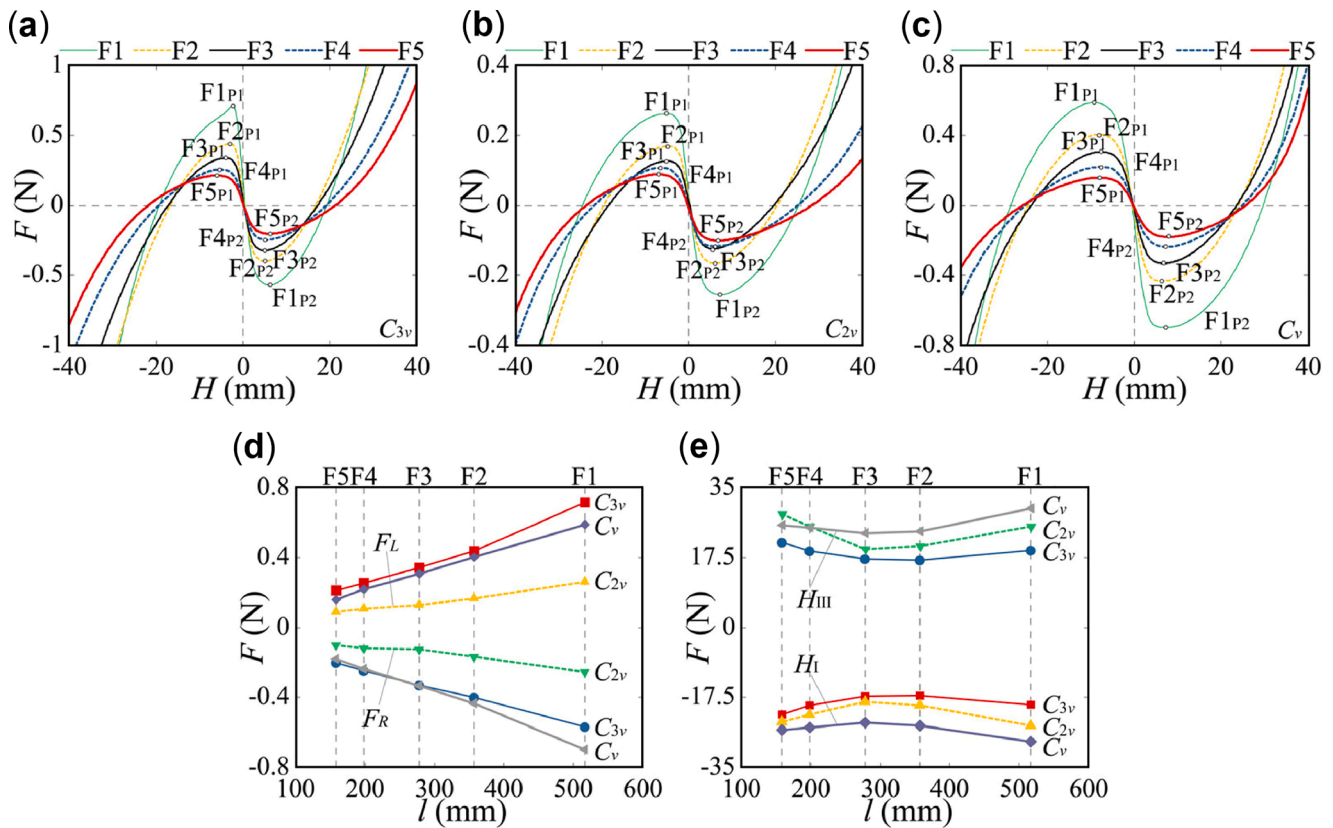 (a) (b) (c)
F1 F2 F3 F4 F5 F1 F2 F3 F4 F5 F1 F2 F3 F4 F5
1
0.5
0
-0.5
-1
F (N)
F1P1
F2P1
F3P1
F4P1
F5P1
F5P2
F4P2
F3P2
F2P2
F1P2
C3v
-40 -20 0 20 40
H (mm)
0.4
0.2
0
-0.2
-0.4
F1P1
F2P1
F3P1
F4P1
F5P1
F5P2
F4P2
F3P2
F2P2
F1P2
C2v
-40 -20 0 20 40
H (mm)
0.8
0.4
0
-0.4
-0.8
F1P1
F2P1
F3P1
F4P1
F5P1
F5P2
F4P2
F3P2
F2P2
F1P2
Cv
-40 -20 0 20 40
H (mm)
(d)
F5 F4 F3 F2 F1
0.8
0.4
0
-0.4
-0.8
F (N)
C3v
Cv
FL
C2v
C2v
FR
C3v
Cv
100 200 300 400 500 600
l (mm)
(e)
F5 F4 F3 F2 F1
35
17.5
0
-17.5
-35
F (N)
Cv
C2v
C3v
HIII
HI
C3v
C2v
Cv
100 200 300 400 500 600
l (mm)